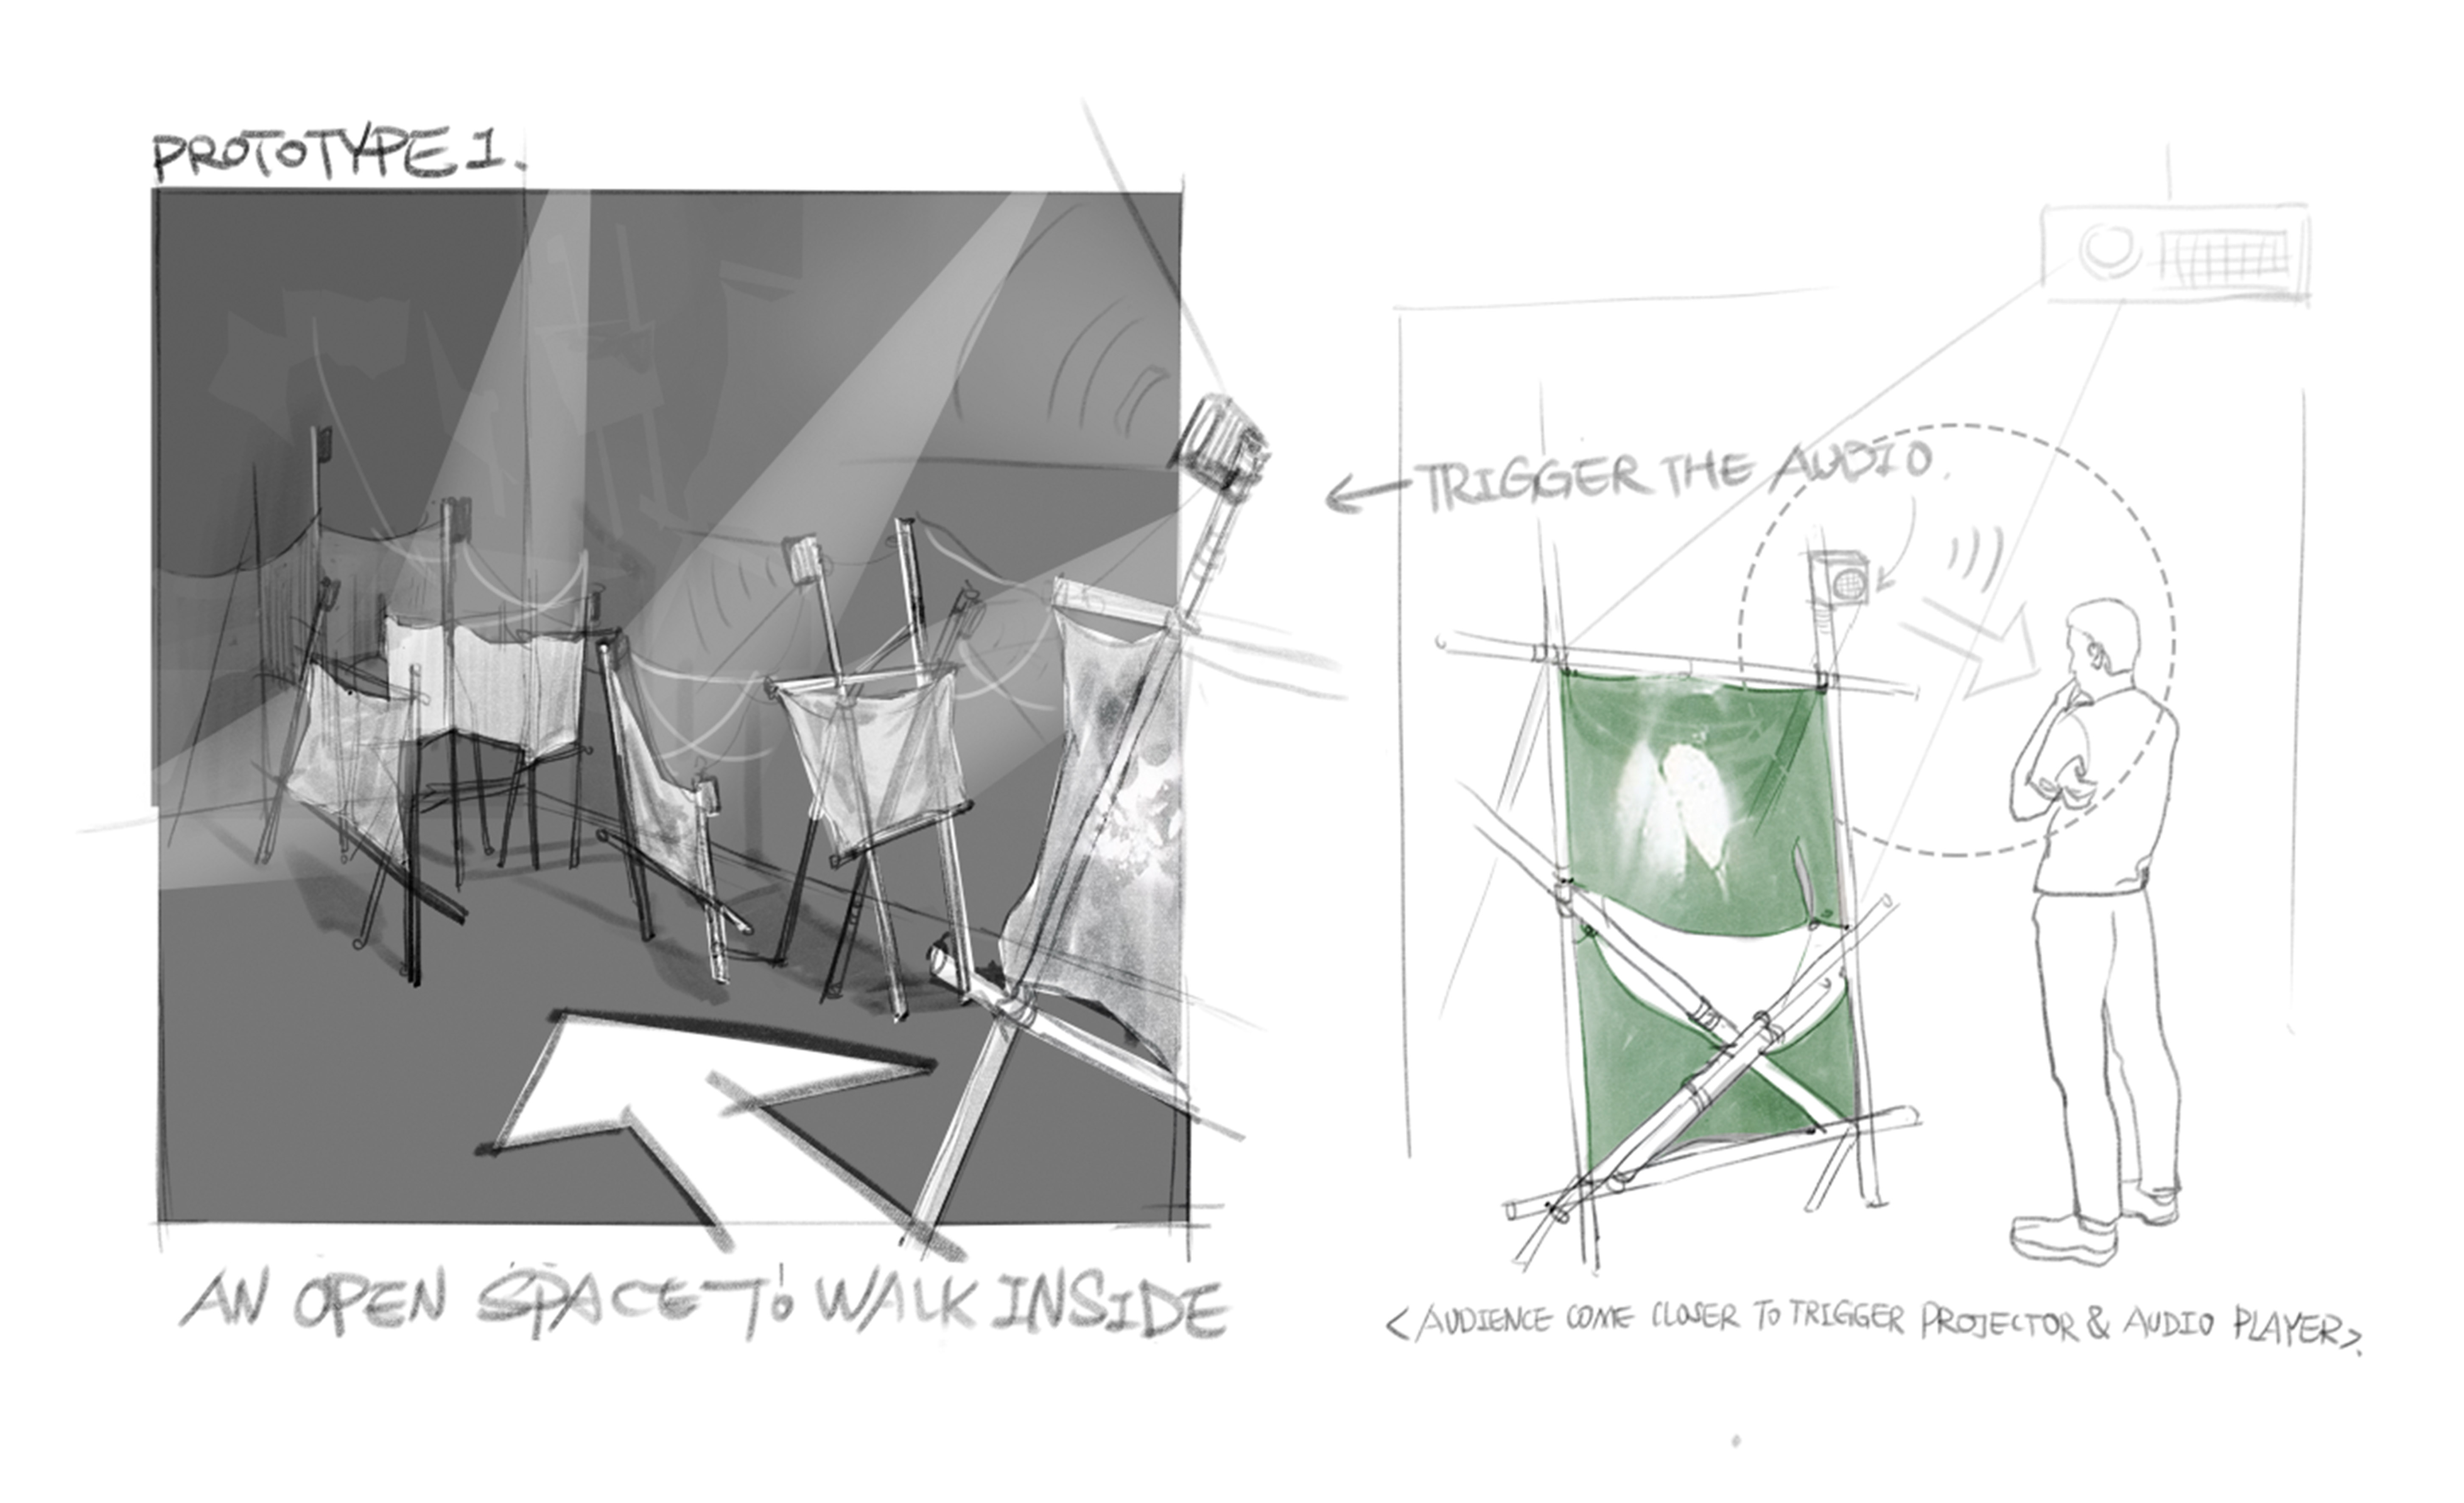 PROTOTYPE 1.
← TRIGGER THE AUDIO.
AN OPEN SPACE TO WALK INSIDE
<AUDIENCE COME CLOSER TO TRIGGER PROJECTOR & AUDIO PLAYER>.